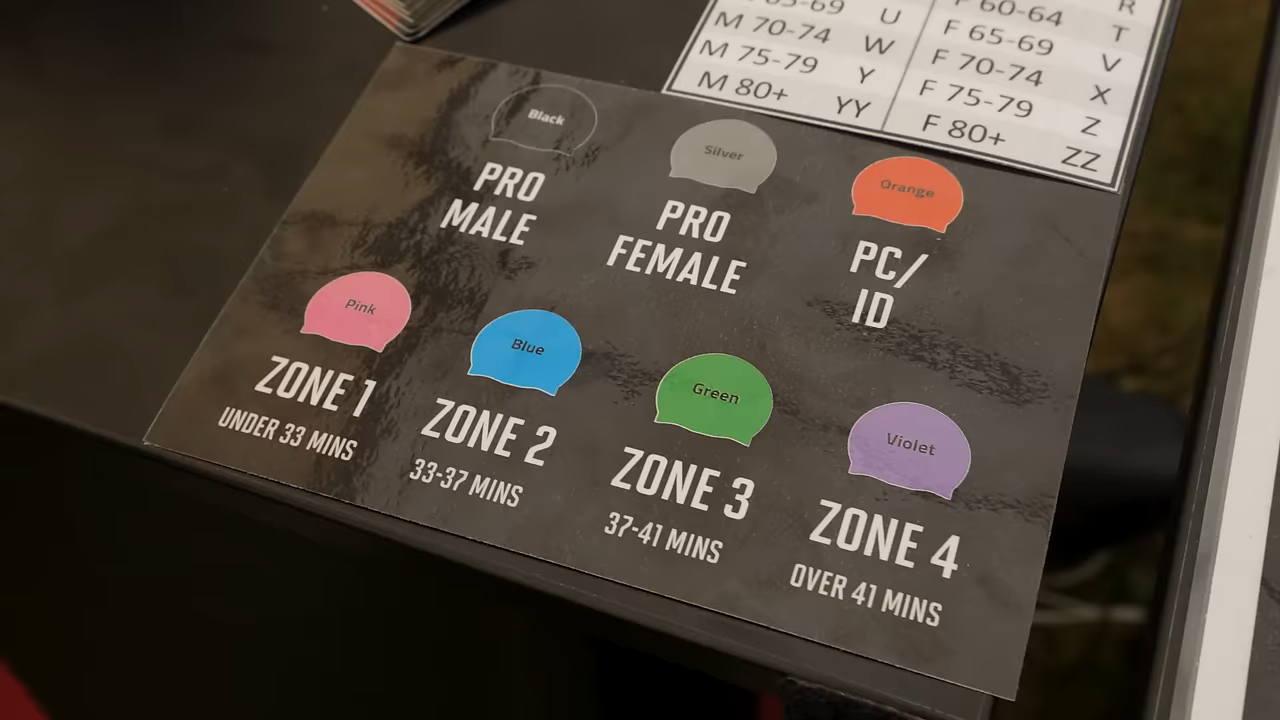 M 65-69 U
M 70-74 W
M 75-79 Y
M 80+ YY
R
F 60-64 T
F 65-69 V
F 70-74 X
F 75-79 Z
F 80+ ZZ
Black
PRO
MALE
Silver
PRO
FEMALE
Orange
PC/
ID
Pink
ZONE 1
UNDER 33 MINS
Blue
ZONE 2
33-37 MINS
Green
ZONE 3
37-41 MINS
Violet
ZONE 4
OVER 41 MINS